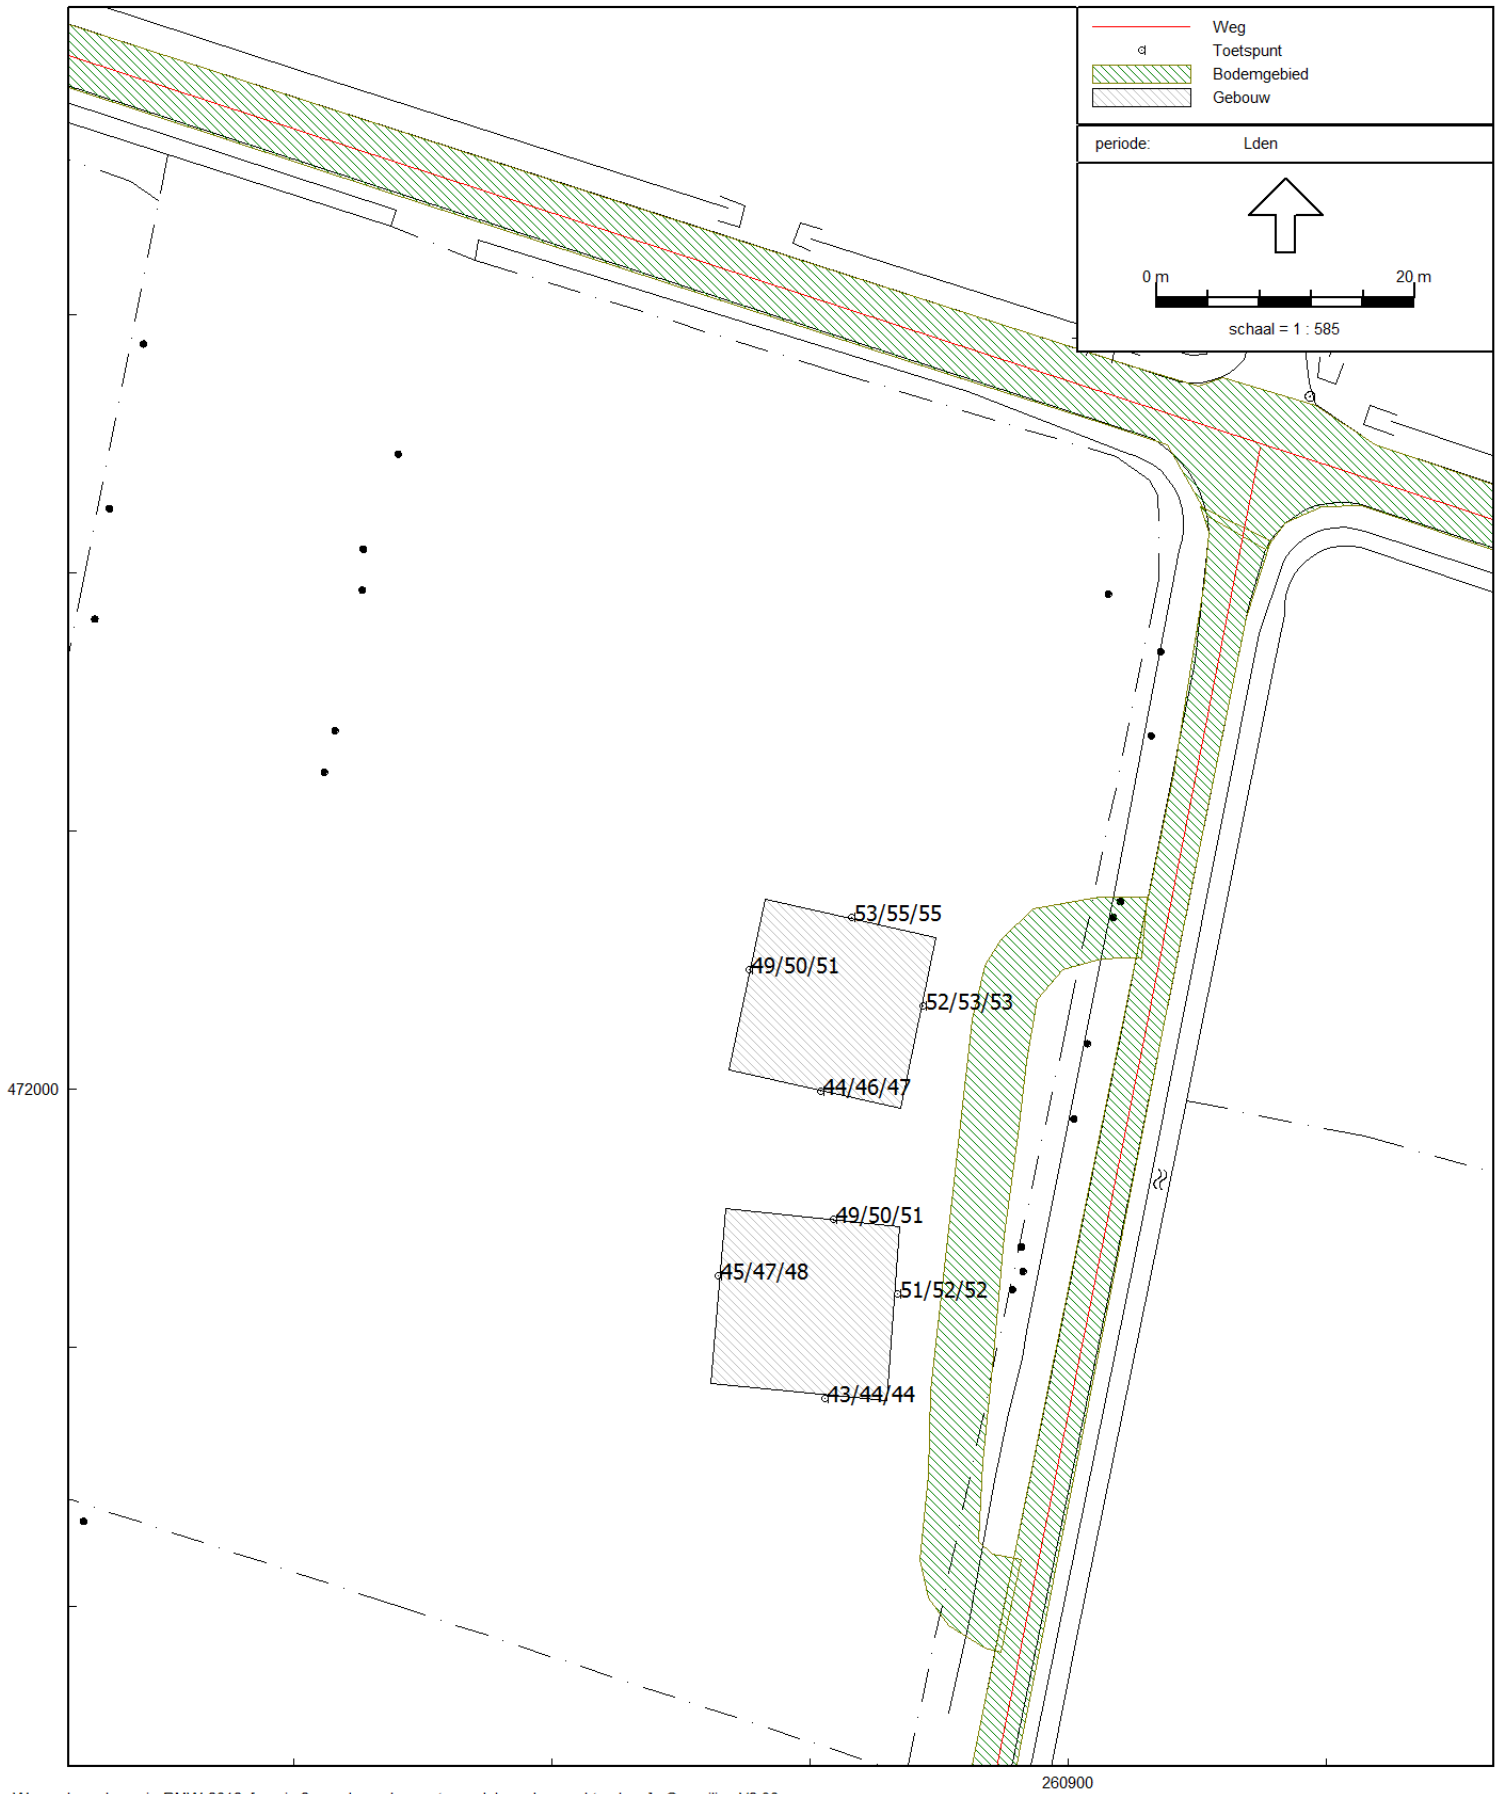 Weg
Toetspunt
Bodemgebied
Gebouw
periode: Lden
0 m 20 m
schaal = 1 : 585
53/55/55
49/50/51
52/53/53
44/46/47
472000
49/50/51
45/47/48
51/52/52
43/44/44
260900